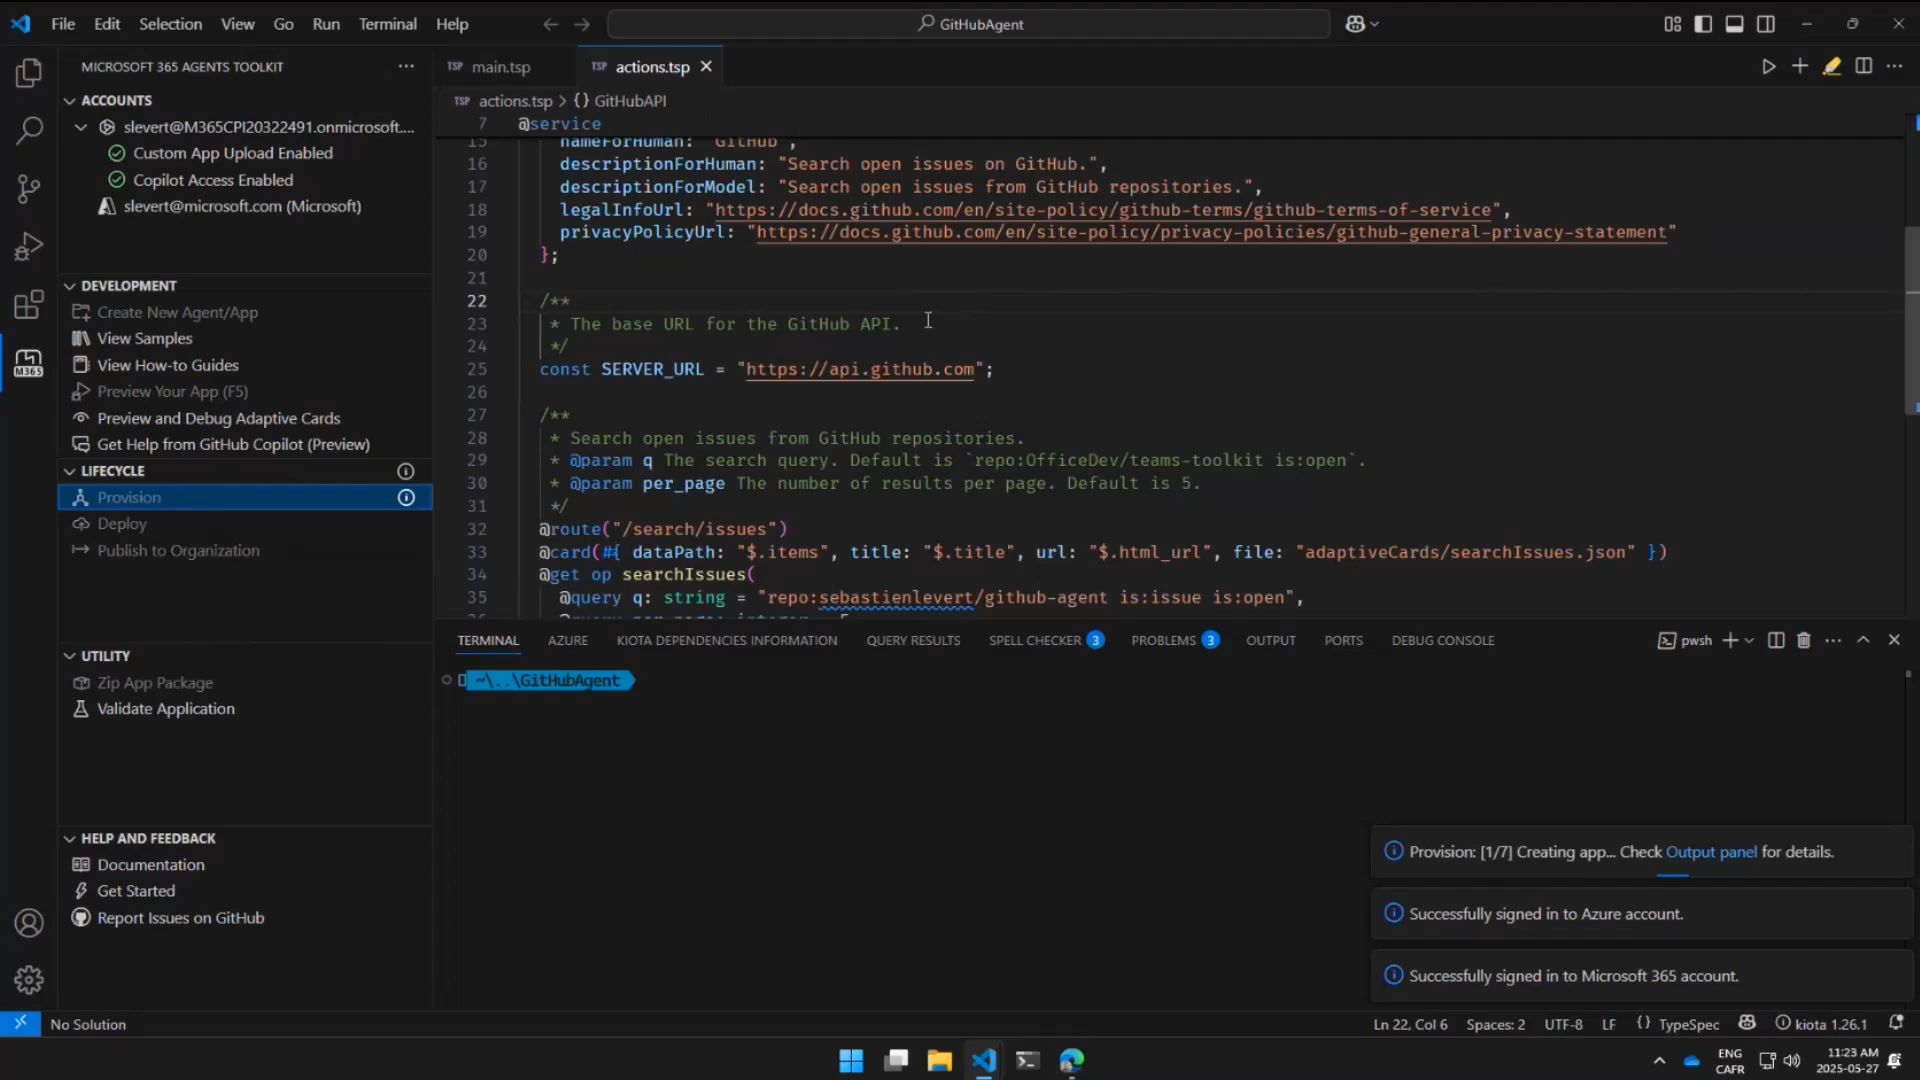 File Edit Selection View Go Run Terminal Help
GitHubAgent
MICROSOFT 365 AGENTS TOOLKIT
ACCOUNTS
slevert@M365CPI20322491.onmicrosoft....
Custom App Upload Enabled
Copilot Access Enabled
slevert@microsoft.com (Microsoft)
DEVELOPMENT
Create New Agent/App
View Samples
View How-to Guides
Preview Your App (F5)
Preview and Debug Adaptive Cards
Get Help from GitHub Copilot (Preview)
LIFECYCLE
Provision
Deploy
Publish to Organization
UTILITY
Zip App Package
Validate Application
HELP AND FEEDBACK
Documentation
Get Started
Report Issues on GitHub
M365
TSP main.tsp
TSP actions.tsp
TSP actions.tsp > {} GitHubAPI
7 @service
15 nameForHuman: "GitHub",
16 descriptionForHuman: "Search open issues on GitHub.",
17 descriptionForModel: "Search open issues from GitHub repositories.",
18 legalInfoUrl: "https://docs.github.com/en/site-policy/github-terms/github-terms-of-service",
19 privacyPolicyUrl: "https://docs.github.com/en/site-policy/privacy-policies/github-general-privacy-statement"
20 };
21
22 /**
23 * The base URL for the GitHub API.
24 */
25 const SERVER_URL = "https://api.github.com";
26
27 /**
28 * Search open issues from GitHub repositories.
29 * @param q The search query. Default is `repo:OfficeDev/teams-toolkit is:open`.
30 * @param per_page The number of results per page. Default is 5.
31 */
32 @route("/search/issues")
33 @card(#{ dataPath: "$.items", title: "$.title", url: "$.html_url", file: "adaptiveCards/searchIssues.json" })
34 @get op searchIssues(
35 @query q: string = "repo:sebastienlevert/github-agent is:issue is:open",
TERMINAL AZURE KIOTA DEPENDENCIES INFORMATION QUERY RESULTS SPELL CHECKER 3 PROBLEMS 3 OUTPUT PORTS DEBUG CONSOLE
pwsh
~\..\GitHubAgent
Provision: [1/7] Creating app... Check Output panel for details.
Successfully signed in to Azure account.
Successfully signed in to Microsoft 365 account.
No Solution
Ln 22, Col 6 Spaces: 2 UTF-8 LF {} TypeSpec kiota 1.26.1
ENG
CAFR
11:23 AM
2025-05-27